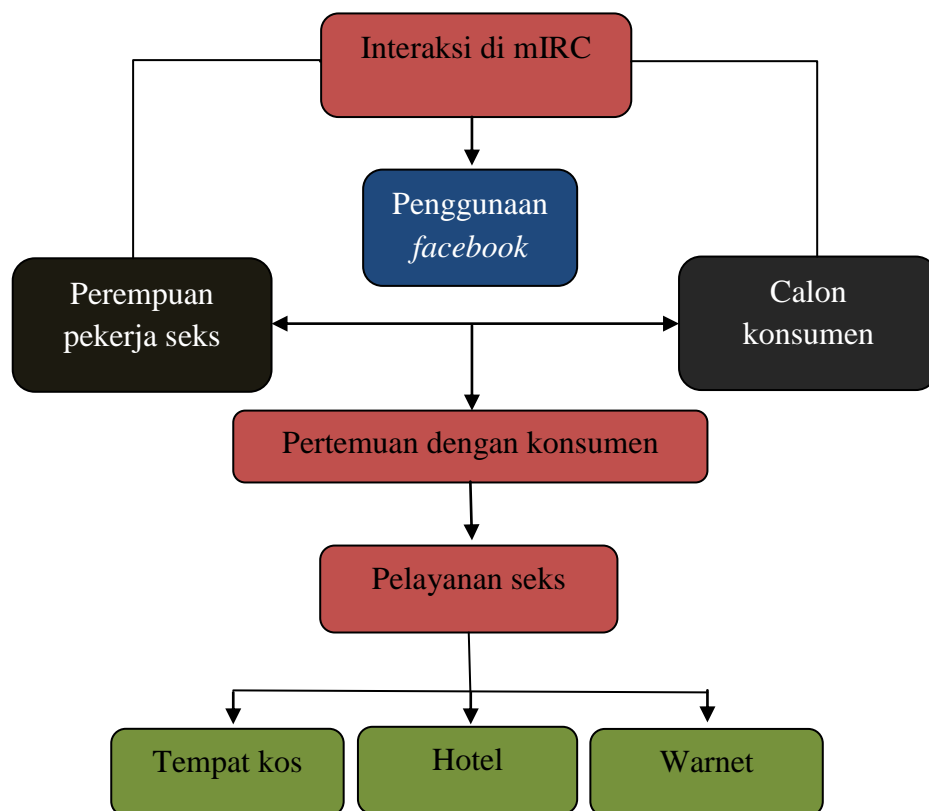 Interaksi di mIRC
Penggunaan
facebook
Perempuan
pekerja seks
Calon
konsumen
Pertemuan dengan konsumen
Pelayanan seks
Tempat kos
Hotel
Warnet